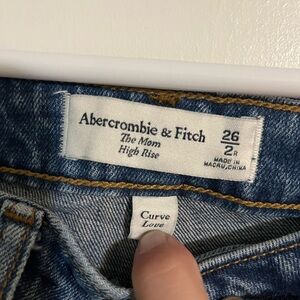 Abercrombie & Fitch
The Mom
High Rise
26
2R
MADE IN
MACAU, CHINA
Curve
Love